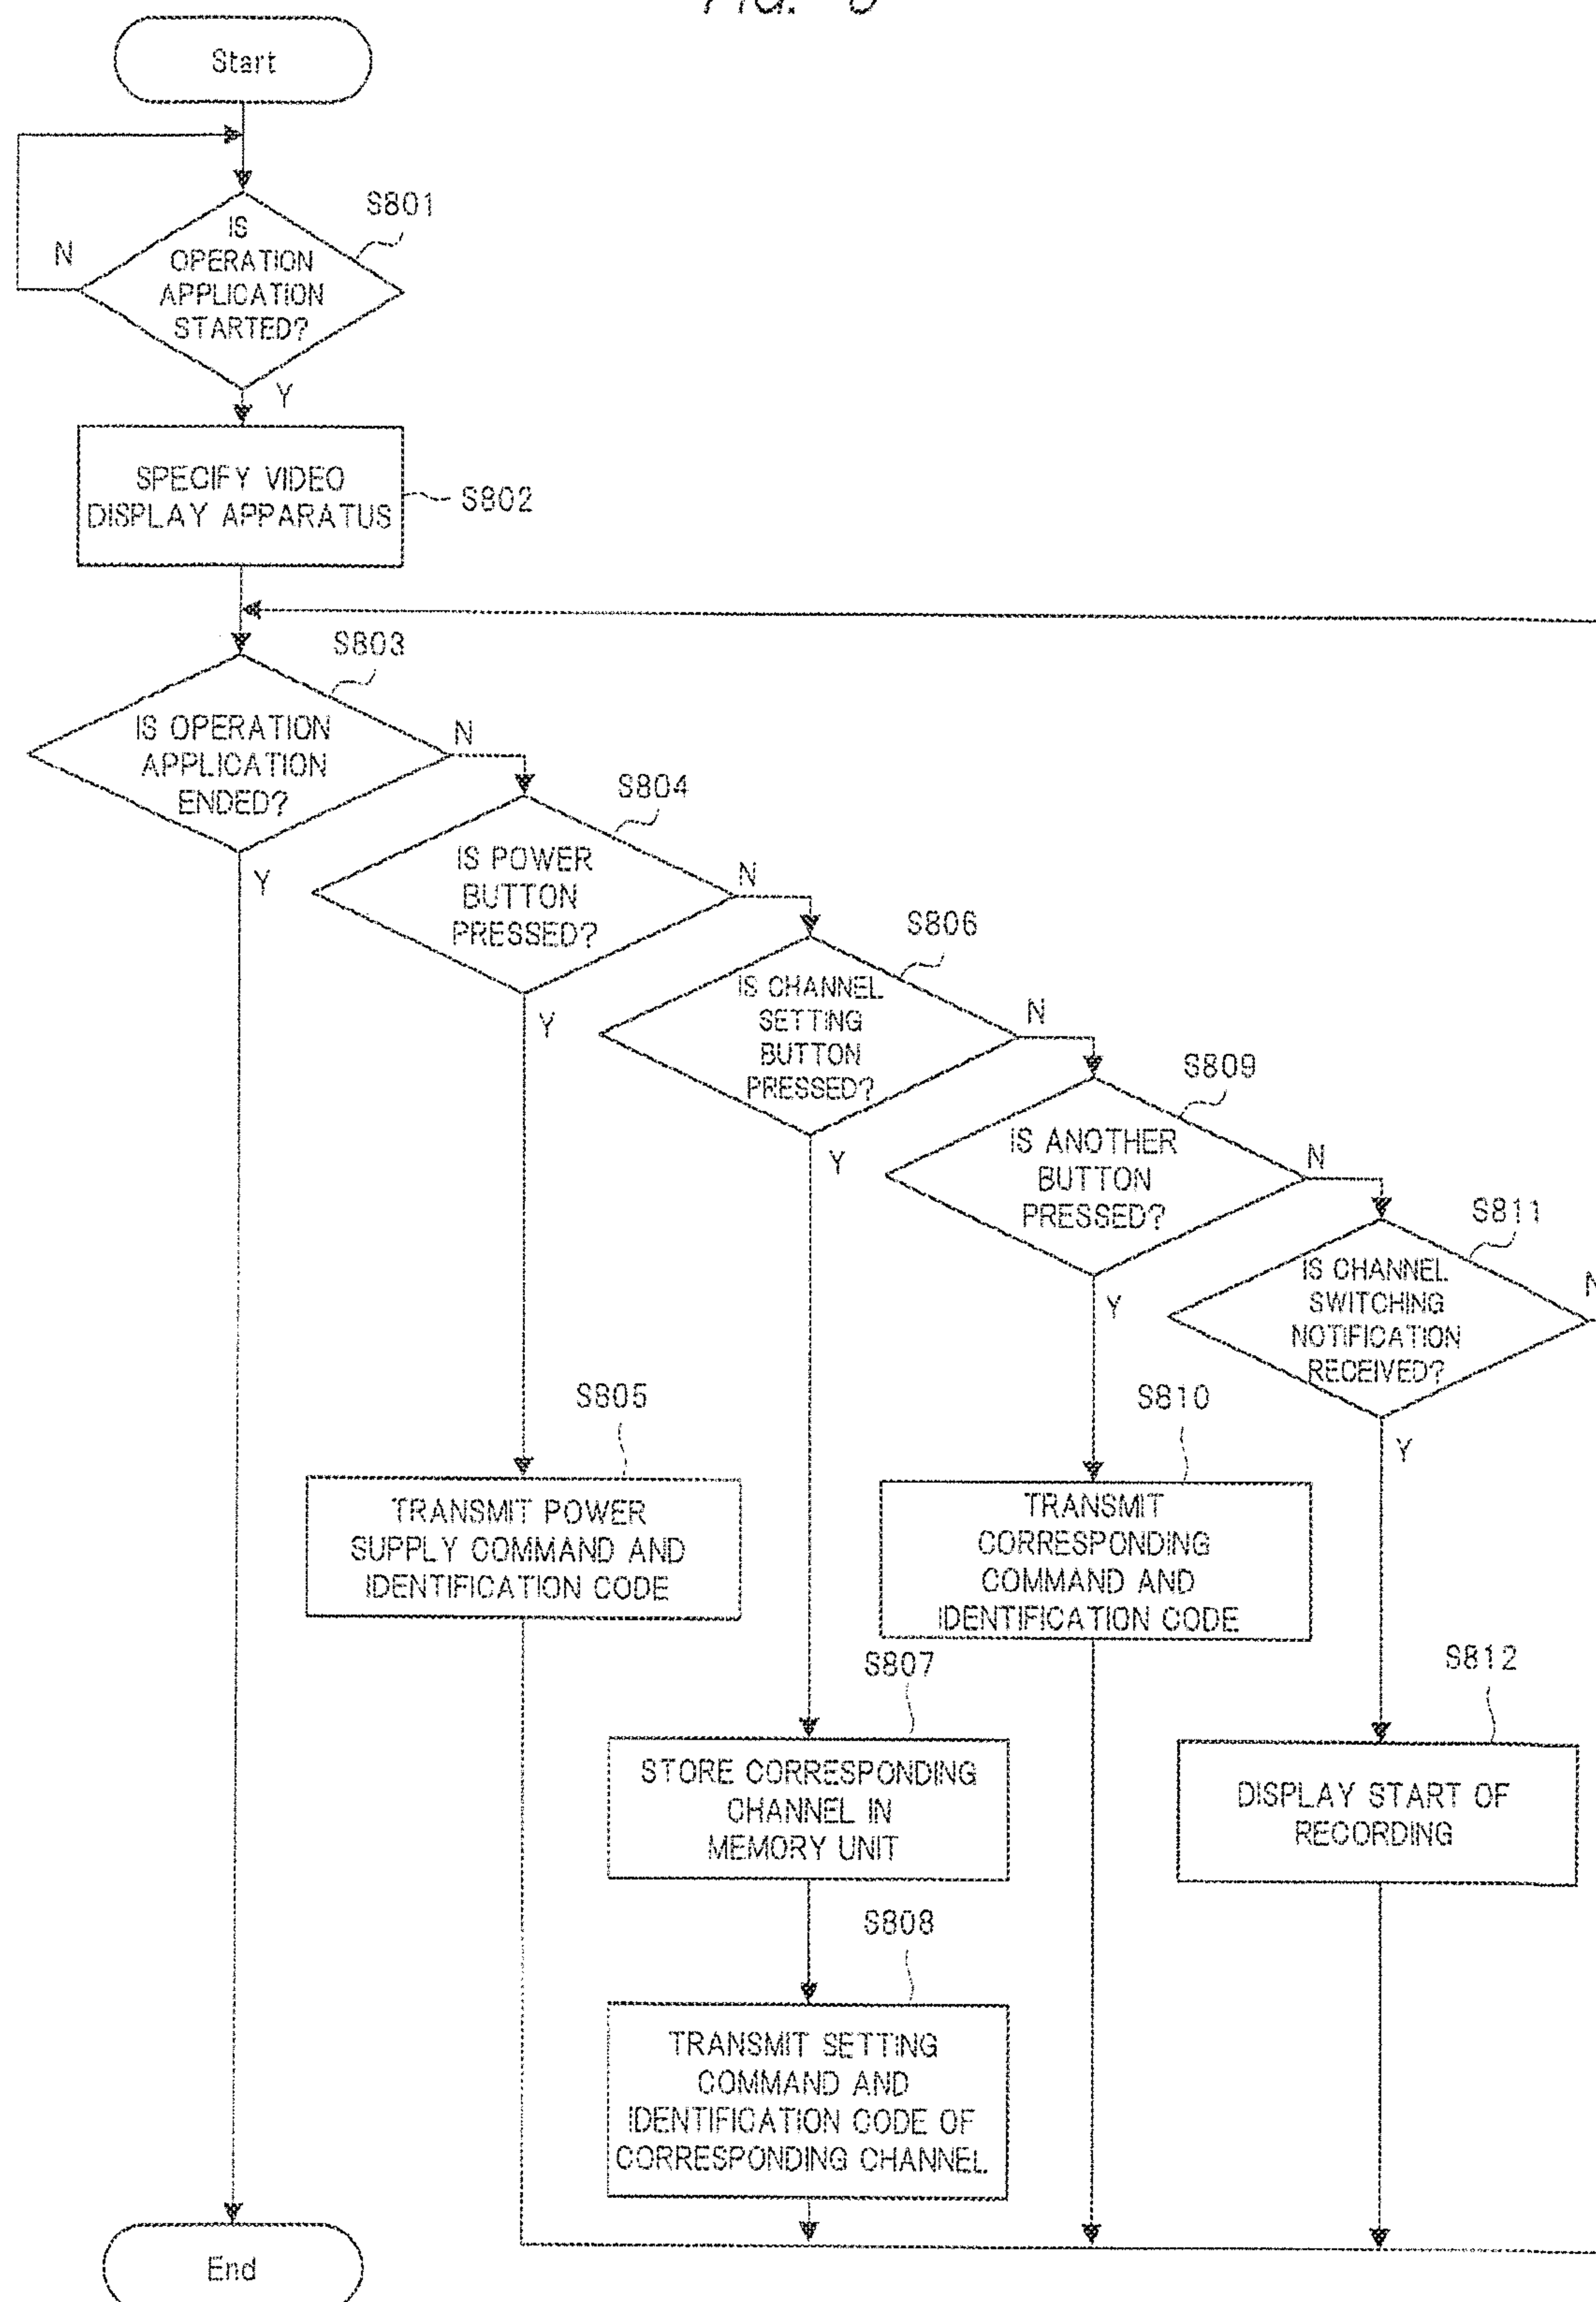 Start
S801
IS
OPERATION
APPLICATION
STARTED?
N
Y
SPECIFY VIDEO
DISPLAY APPARATUS
S802
S803
IS OPERATION
APPLICATION
ENDED?
N
Y
S804
IS POWER
BUTTON
PRESSED?
N
Y
S806
IS CHANNEL
SETTING
BUTTON
PRESSED?
N
Y
S809
IS ANOTHER
BUTTON
PRESSED?
N
Y
S811
IS CHANNEL
SWITCHING
NOTIFICATION
RECEIVED?
N
Y
S805
TRANSMIT POWER
SUPPLY COMMAND AND
IDENTIFICATION CODE
S810
TRANSMIT
CORRESPONDING
COMMAND AND
IDENTIFICATION CODE
S807
STORE CORRESPONDING
CHANNEL IN
MEMORY UNIT
S812
DISPLAY START OF
RECORDING
S808
TRANSMIT SETTING
COMMAND AND
IDENTIFICATION CODE OF
CORRESPONDING CHANNEL
End